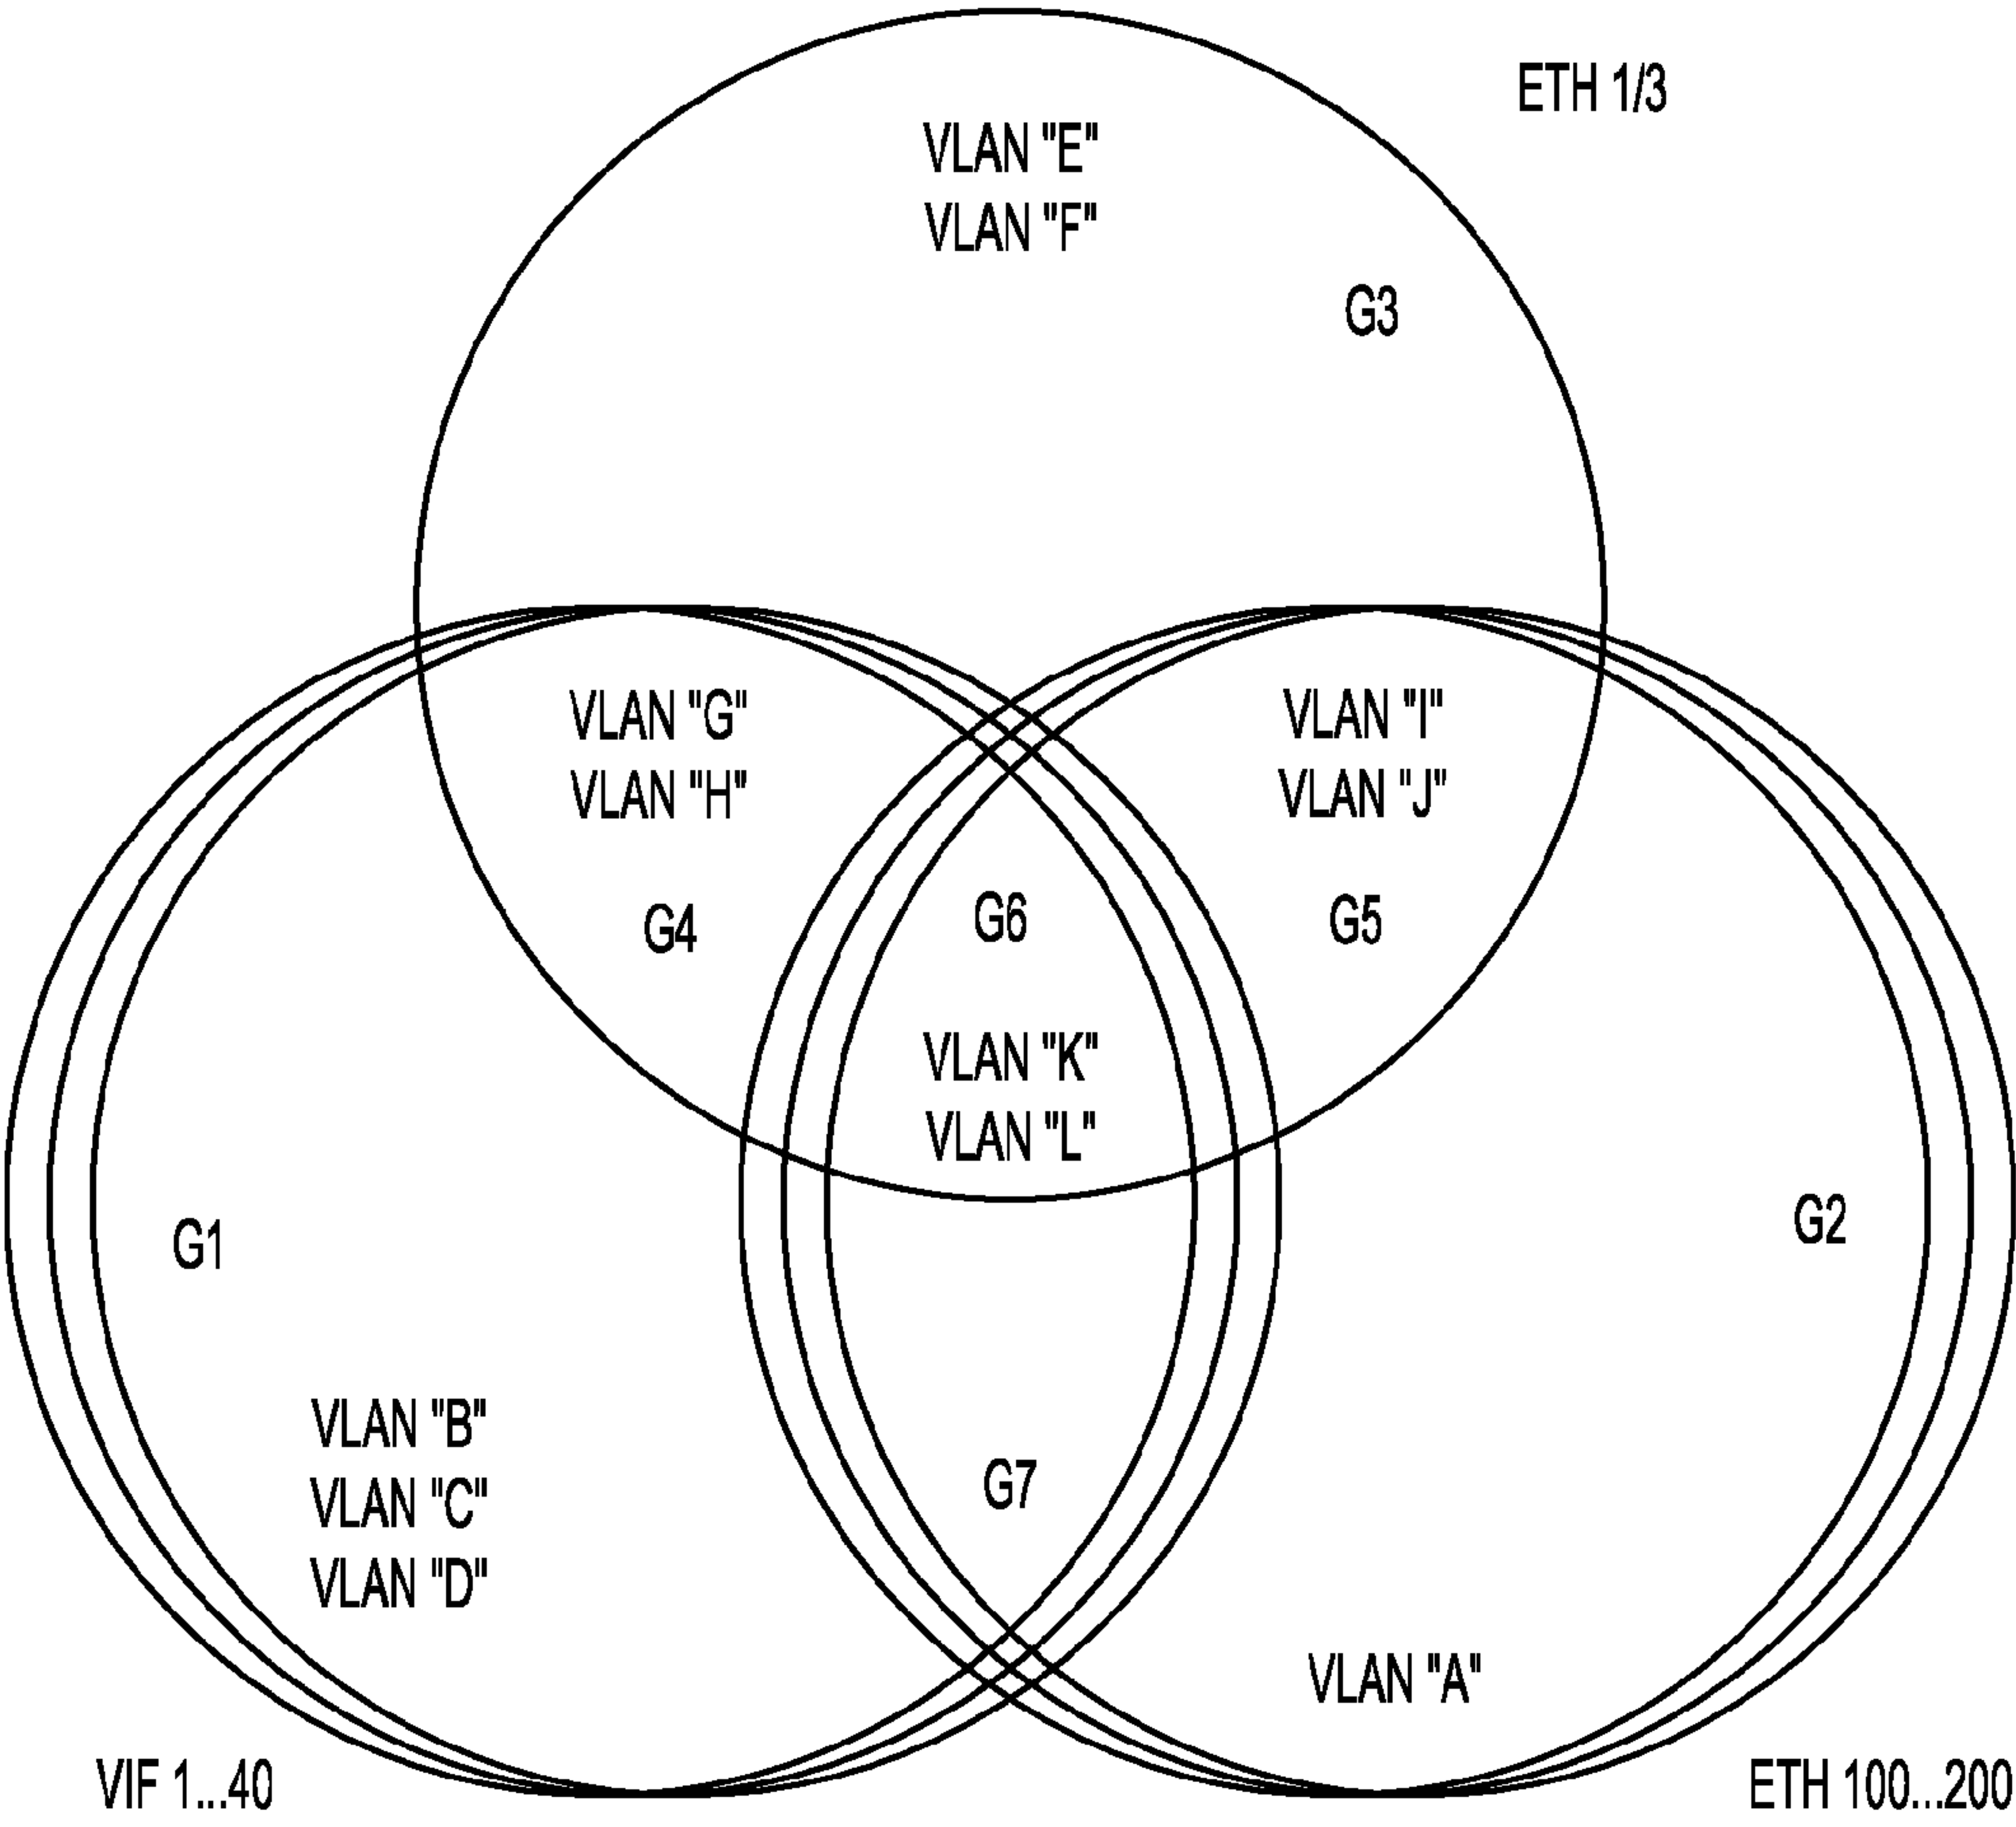 ETH 1/3
VLAN "E"
VLAN "F"
G3
VLAN "G"
VLAN "H"
G4
VLAN "I"
VLAN "J"
G5
G6
VLAN "K"
VLAN "L"
G1
G2
VLAN "B"
VLAN "C"
VLAN "D"
G7
VLAN "A"
VIF 1...40
ETH 100...200